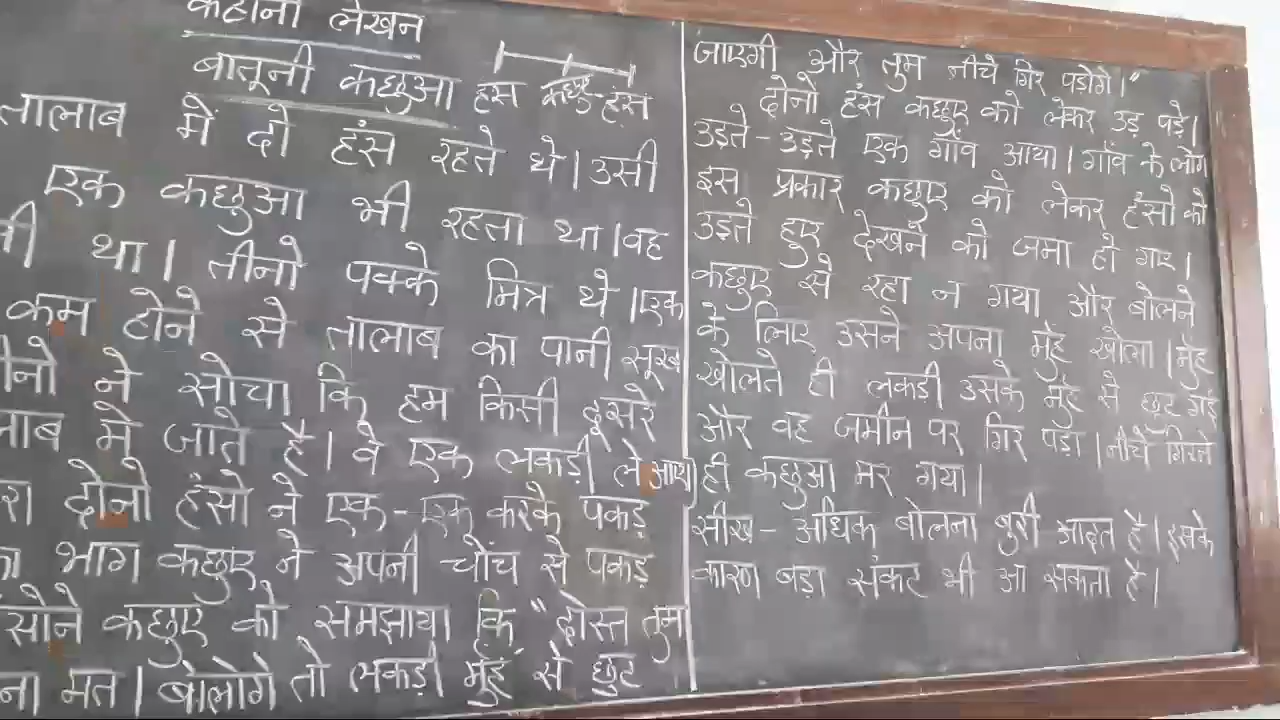 कहानी लेखन
बातूनी कछुआ हंस कछुए हंस
तालाब में दो हंस रहते थे। उसी
एक कछुआ भी रहता था। वह
था। तीनो पक्के मित्र थे। एक
कम होने से तालाब का पानी सूख
ने सोचा कि हम किसी दूसरे
में जाते है। वे एक लकड़ी ले आए।
दोनो हंसो ने एक-एक करके पकड़
भाग कछुए ने अपनी चोंच से पकड़
कछुए को समझाया कि "दोस्त तुम
मत। बोलोगे तो लकड़ी मुंह से छुट
जाएगी और तुम नीचे गिर पड़ोगे।"
दोनो हंस कछुए को लेकर उड़ पड़े।
उड़ते-उड़ते एक गाँव आया। गाँव के लोग
इस प्रकार कछुए को लेकर हंसो को
उड़ते हुए देखने को जमा हो गए।
कछुए से रहा न गया और बोलने
के लिए उसने अपना मुंह खोला। मुंह
खोलते ही लकडी उसके मुंह से छुट गई
और वह जमीन पर गिर पड़ा। नीचे गिरते
ही कछुआ मर गया।
सीख - अधिक बोलना बुरी आदत है। इसके
कारण बड़ा संकट भी आ सकता है।